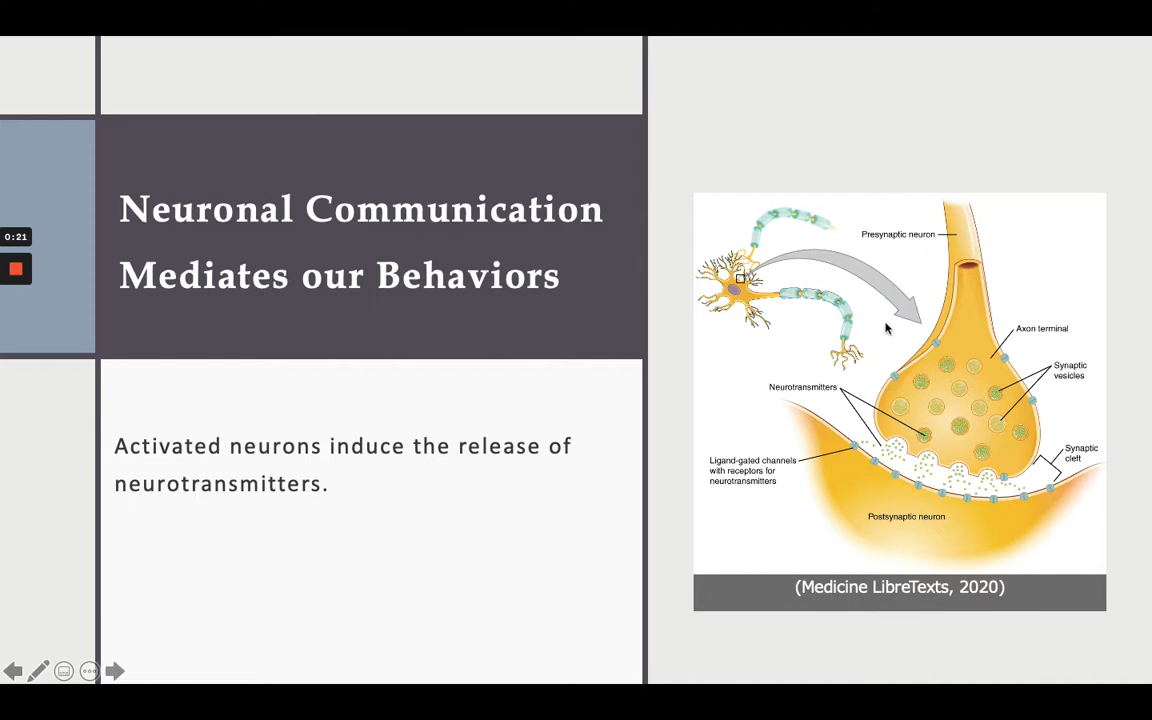 Neuronal Communication
Mediates our Behaviors
0:21
Activated neurons induce the release of
neurotransmitters.
Presynaptic neuron
Axon terminal
Synaptic
vesicles
Neurotransmitters
Synaptic
cleft
Ligand-gated channels
with receptors for
neurotransmitters
Postsynaptic neuron
(Medicine LibreTexts, 2020)